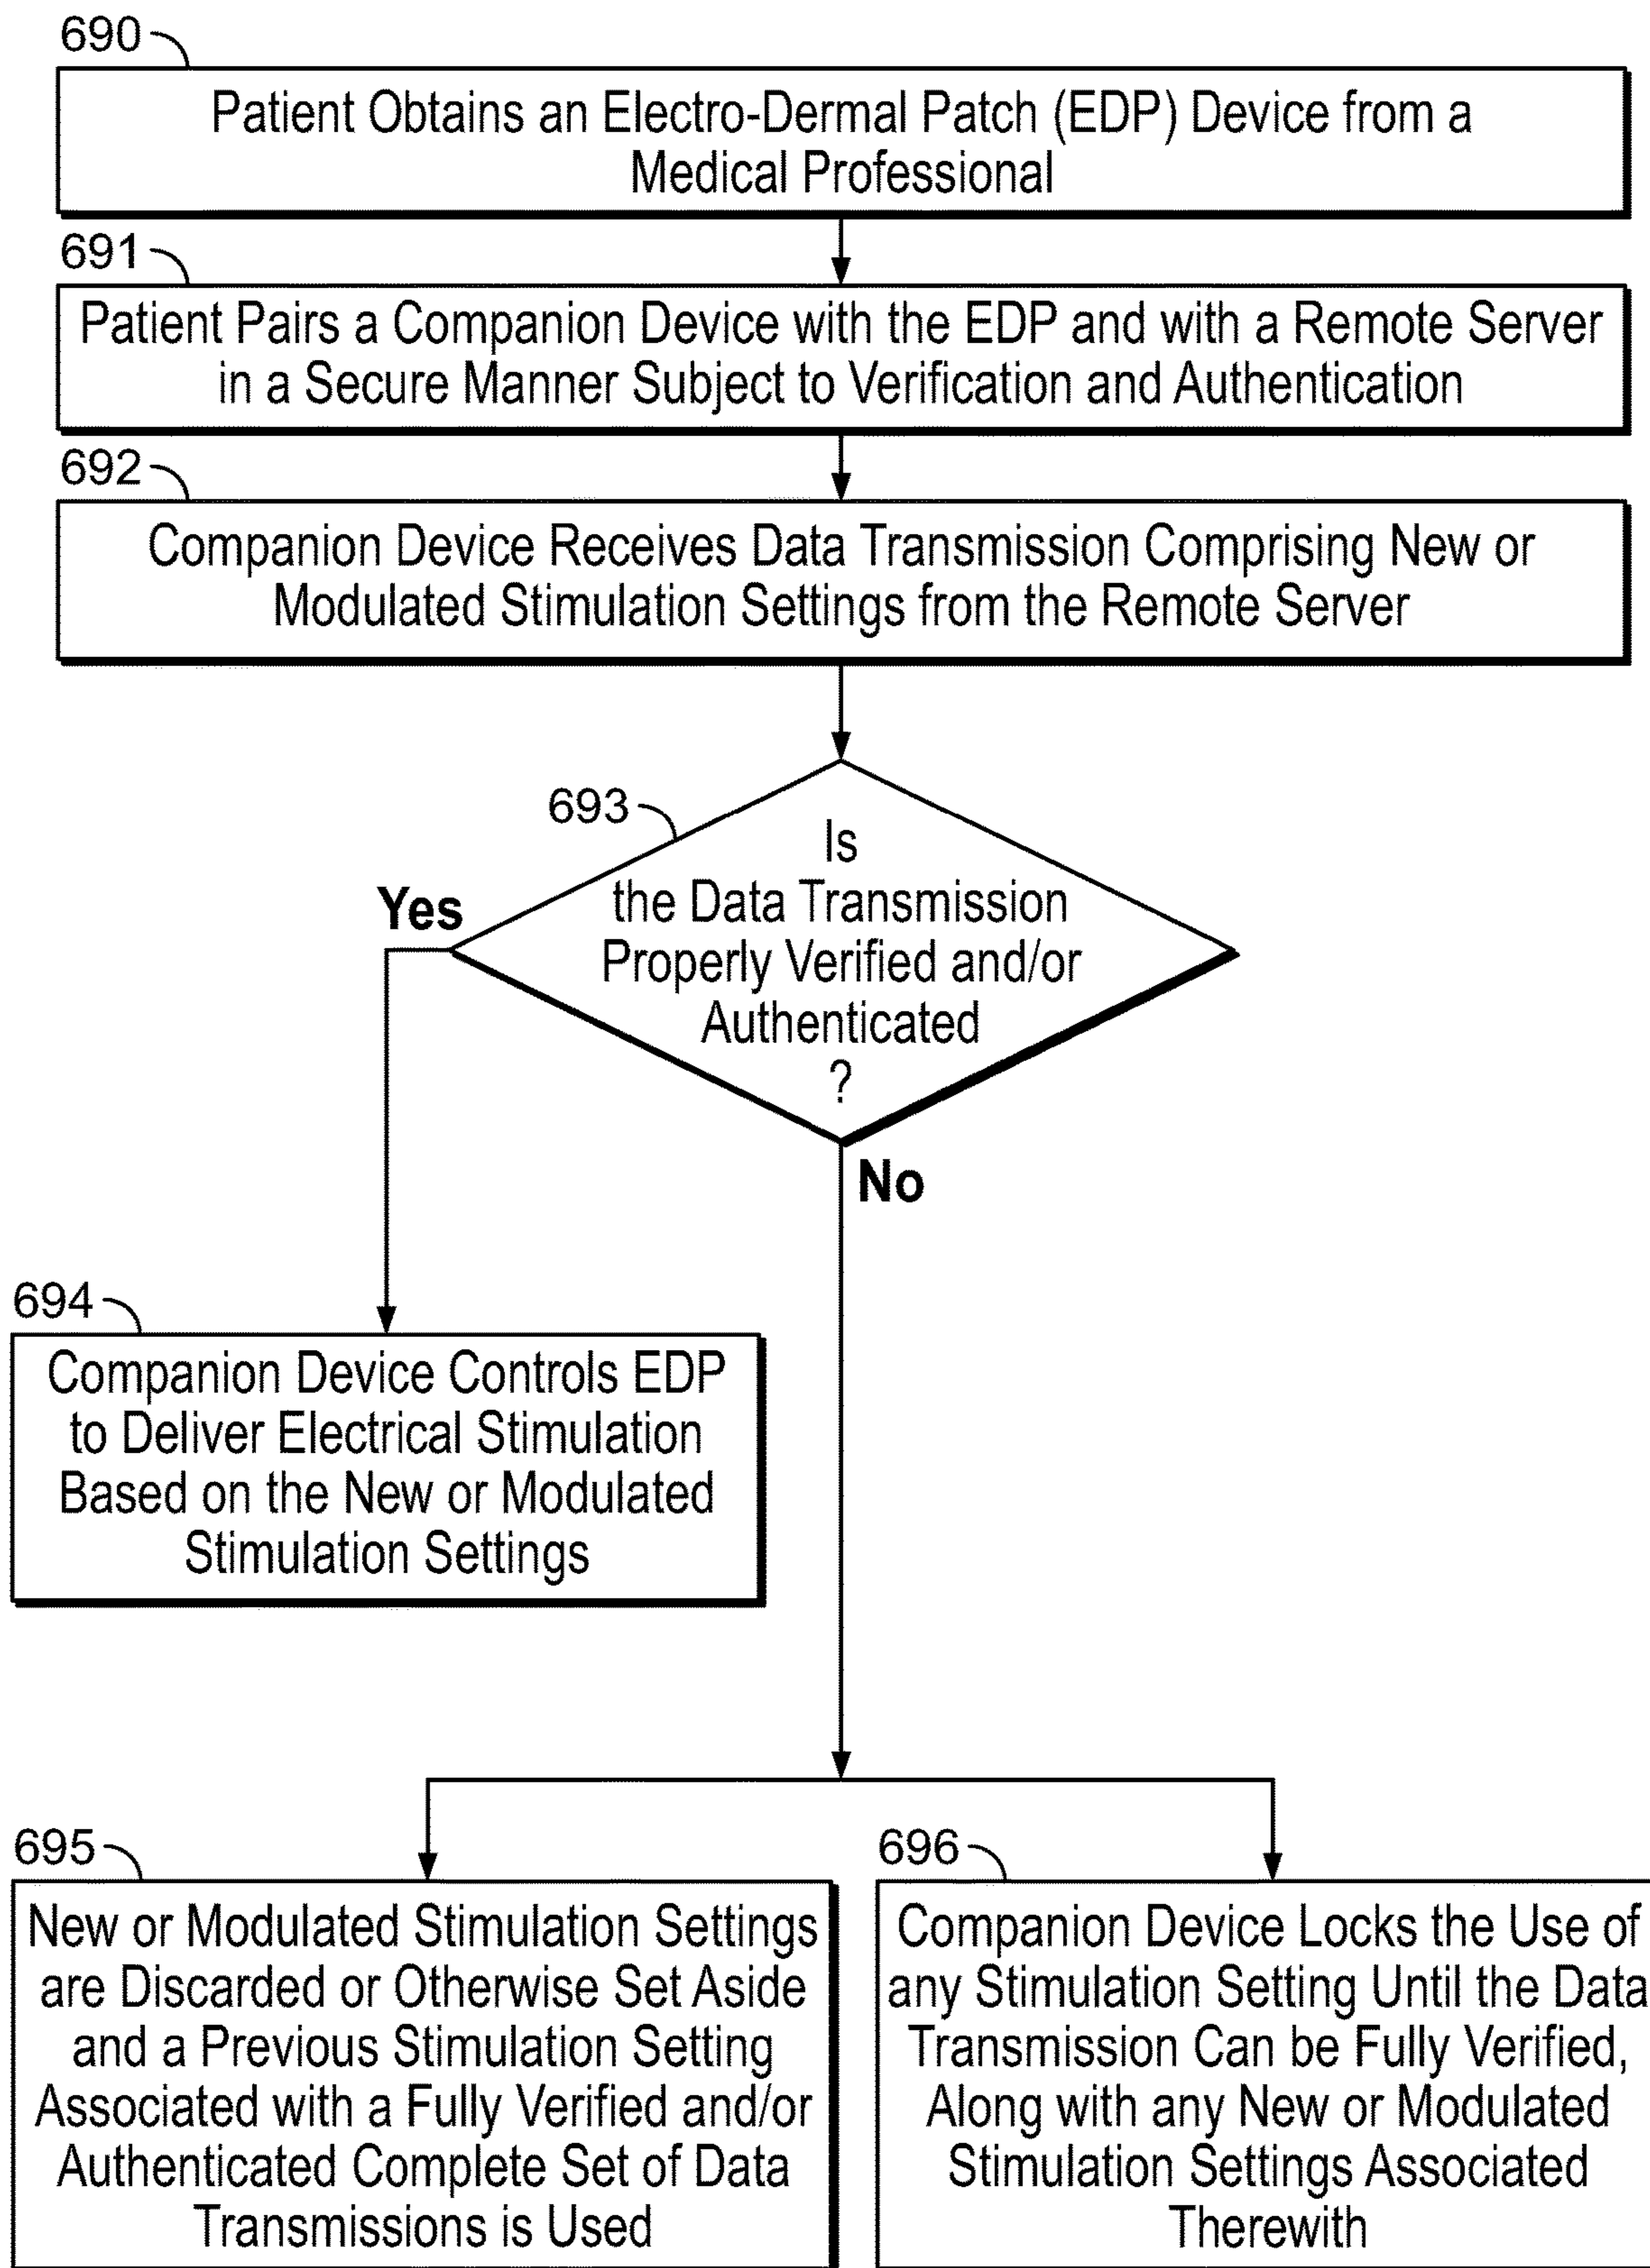 690
Patient Obtains an Electro-Dermal Patch (EDP) Device from a
Medical Professional
691
Patient Pairs a Companion Device with the EDP and with a Remote Server
in a Secure Manner Subject to Verification and Authentication
692
Companion Device Receives Data Transmission Comprising New or
Modulated Stimulation Settings from the Remote Server
693
Is
the Data Transmission
Properly Verified and/or
Authenticated
?
Yes
No
694
Companion Device Controls EDP
to Deliver Electrical Stimulation
Based on the New or Modulated
Stimulation Settings
695
New or Modulated Stimulation Settings
are Discarded or Otherwise Set Aside
and a Previous Stimulation Setting
Associated with a Fully Verified and/or
Authenticated Complete Set of Data
Transmissions is Used
696
Companion Device Locks the Use of
any Stimulation Setting Until the Data
Transmission Can be Fully Verified,
Along with any New or Modulated
Stimulation Settings Associated
Therewith